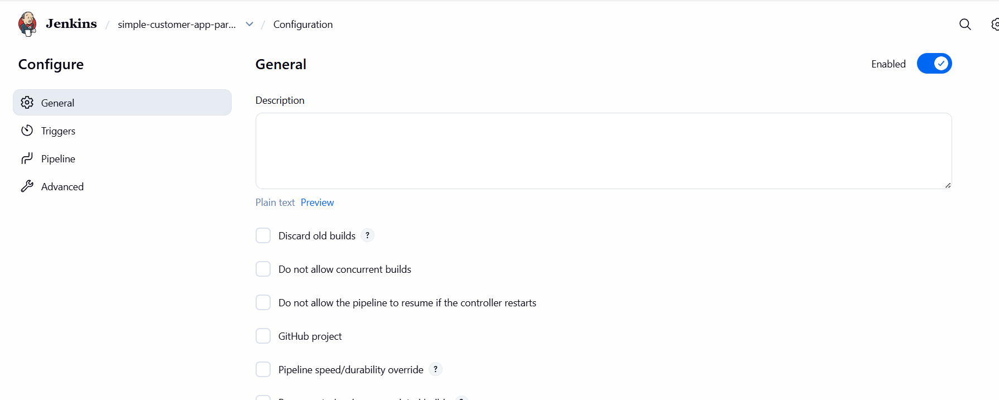 Jenkins / simple-customer-app-par... / Configuration
Configure
General
Triggers
Pipeline
Advanced
General
Enabled
Description
Plain text Preview
Discard old builds ?
Do not allow concurrent builds
Do not allow the pipeline to resume if the controller restarts
GitHub project
Pipeline speed/durability override ?